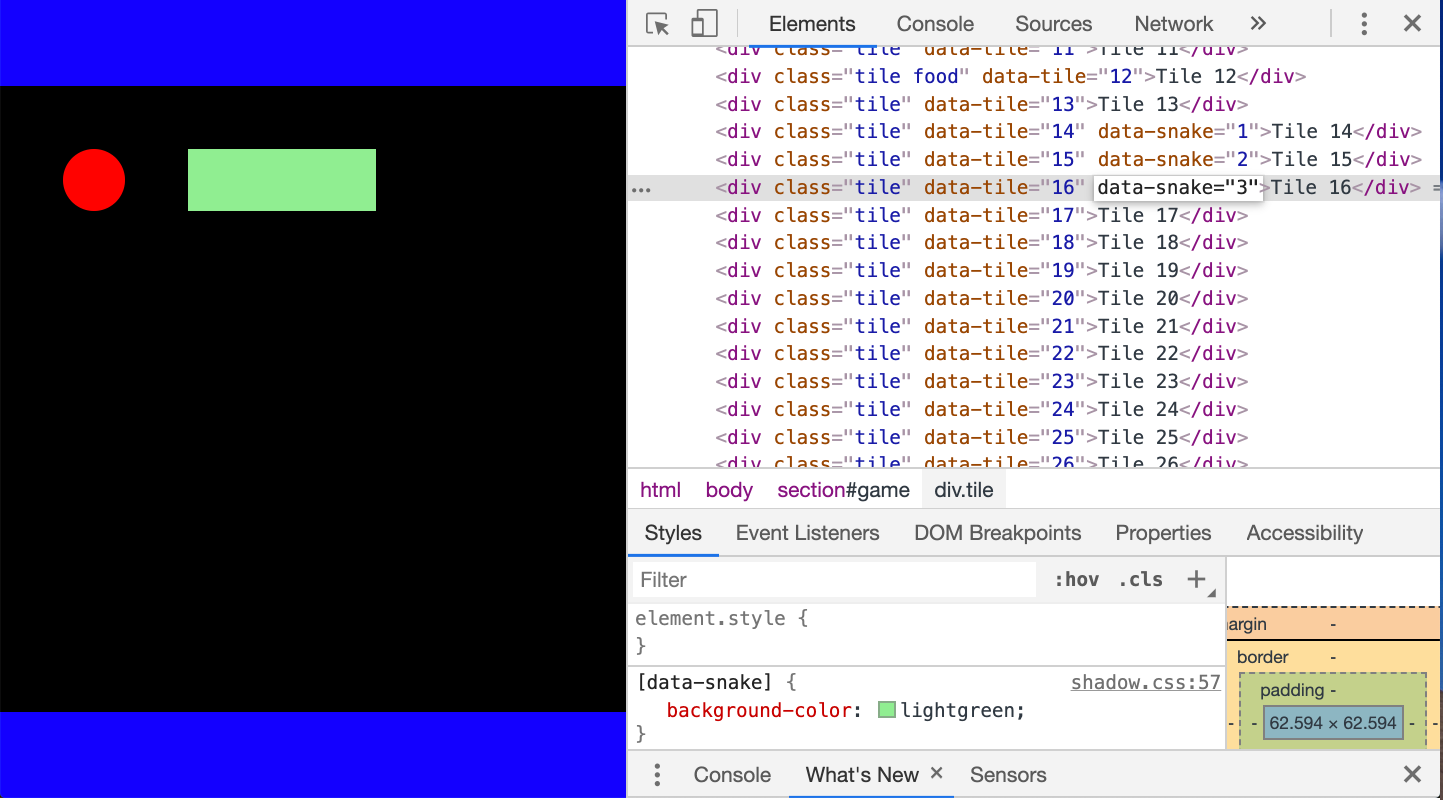 Elements Console Sources Network »
<div class="tile" data-tile="11">Tile 11</div>
<div class="tile food" data-tile="12">Tile 12</div>
<div class="tile" data-tile="13">Tile 13</div>
<div class="tile" data-tile="14" data-snake="1">Tile 14</div>
<div class="tile" data-tile="15" data-snake="2">Tile 15</div>
… <div class="tile" data-tile="16" data-snake="3">Tile 16</div> =
<div class="tile" data-tile="17">Tile 17</div>
<div class="tile" data-tile="18">Tile 18</div>
<div class="tile" data-tile="19">Tile 19</div>
<div class="tile" data-tile="20">Tile 20</div>
<div class="tile" data-tile="21">Tile 21</div>
<div class="tile" data-tile="22">Tile 22</div>
<div class="tile" data-tile="23">Tile 23</div>
<div class="tile" data-tile="24">Tile 24</div>
<div class="tile" data-tile="25">Tile 25</div>
<div class="tile" data-tile="26">Tile 26</div>
html body section#game div.tile
Styles Event Listeners DOM Breakpoints Properties Accessibility
Filter :hov .cls +
element.style {
}
[data-snake] { shadow.css:57
background-color: lightgreen;
}
argin -
border -
padding -
- - 62.594 × 62.594 - -
Console What's New × Sensors